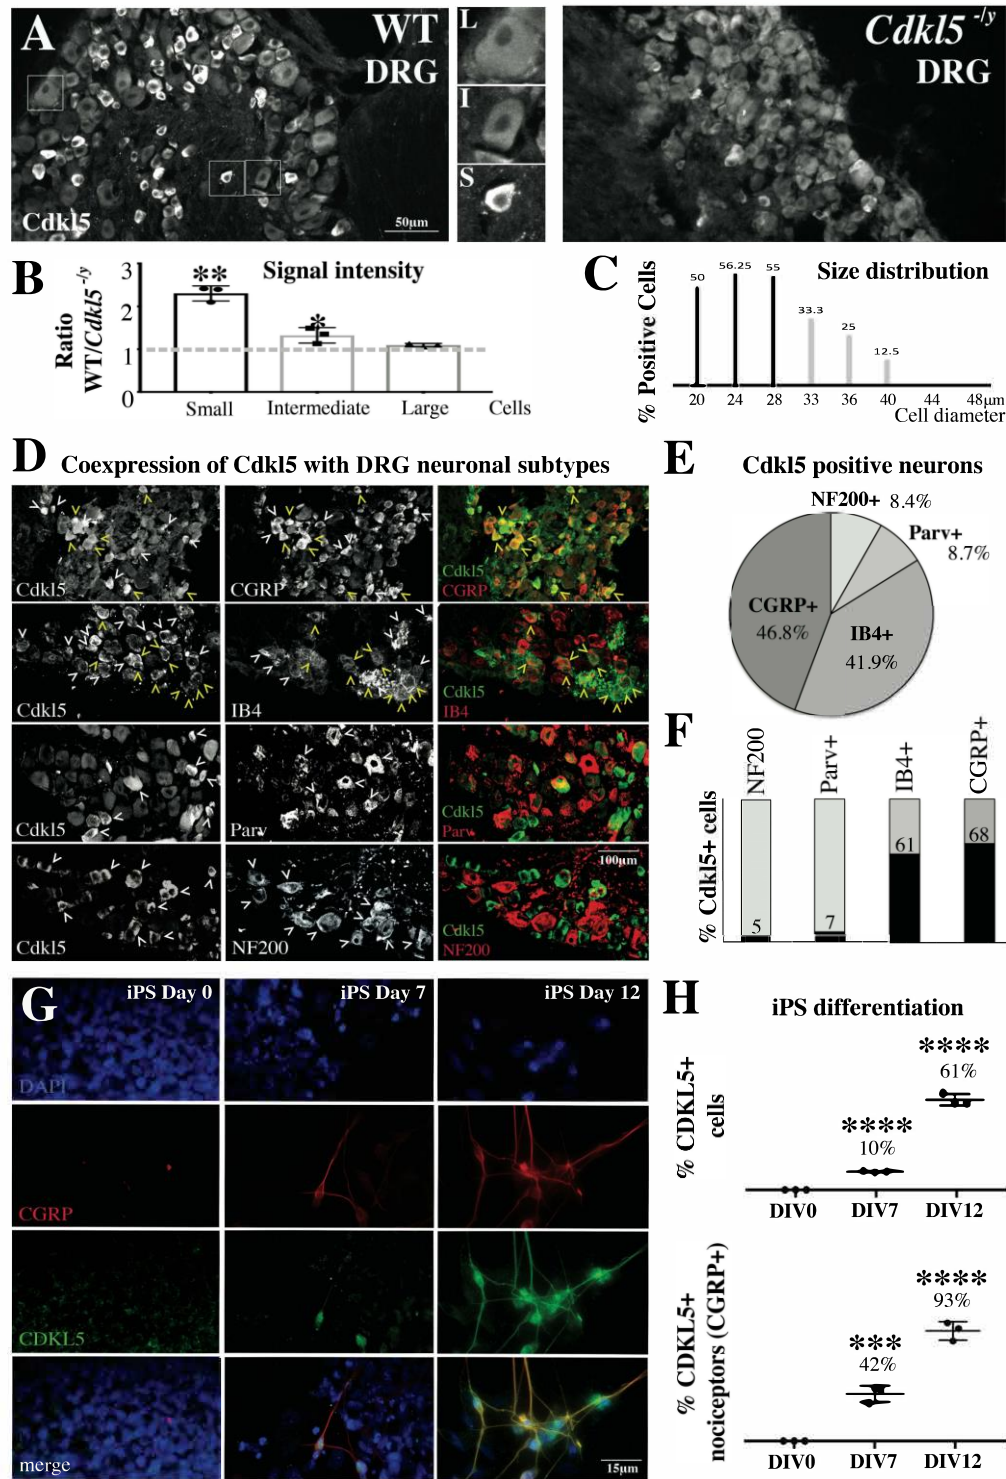 A
WT
DRG
Cdkl5
50μm
L
I
S
Cdkl5 -/y
DRG
B
Signal intensity
Ratio
WT/Cdkl5 -/y
3
2
1
0
**
*
Small
Intermediate
Large
Cells
C
Size distribution
% Positive Cells
50
56.25
55
33.3
25
12.5
20
24
28
33
36
40
44
48μm
Cell diameter
D
Coexpression of Cdkl5 with DRG neuronal subtypes
Cdkl5
CGRP
Cdkl5
CGRP
Cdkl5
IB4
Cdkl5
IB4
Cdkl5
Parv
Cdkl5
Parv
100μm
Cdkl5
NF200
Cdkl5
NF200
E
Cdkl5 positive neurons
NF200+ 8.4%
Parv+
8.7%
CGRP+
46.8%
IB4+
41.9%
F
NF200
Parv+
IB4+
CGRP+
% Cdkl5+ cells
5
7
61
68
G
iPS Day 0
iPS Day 7
iPS Day 12
DAPI
CGRP
CDKL5
merge
15μm
H
iPS differentiation
% CDKL5+
cells
****
61%
****
10%
DIV0
DIV7
DIV12
% CDKL5+
nociceptors (CGRP+)
****
93%
***
42%
DIV0
DIV7
DIV12